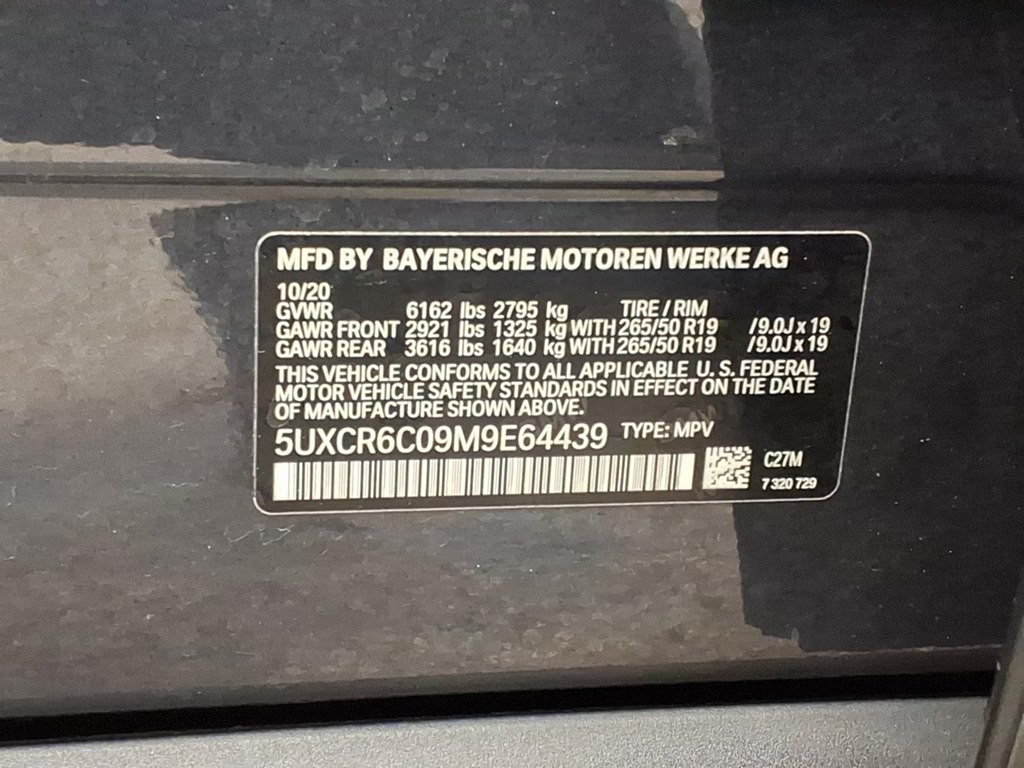 MFD BY BAYERISCHE MOTOREN WERKE AG
10/20
GVWR 6162 lbs 2795 kg TIRE / RIM
GAWR FRONT 2921 lbs 1325 kg WITH 265/50 R19 /9.0J x 19
GAWR REAR 3616 lbs 1640 kg WITH 265/50 R19 /9.0J x 19
THIS VEHICLE CONFORMS TO ALL APPLICABLE U.S. FEDERAL
MOTOR VEHICLE SAFETY STANDARDS IN EFFECT ON THE DATE
OF MANUFACTURE SHOWN ABOVE.
5UXCR6C09M9E64439 TYPE: MPV
C27M
7 320 729